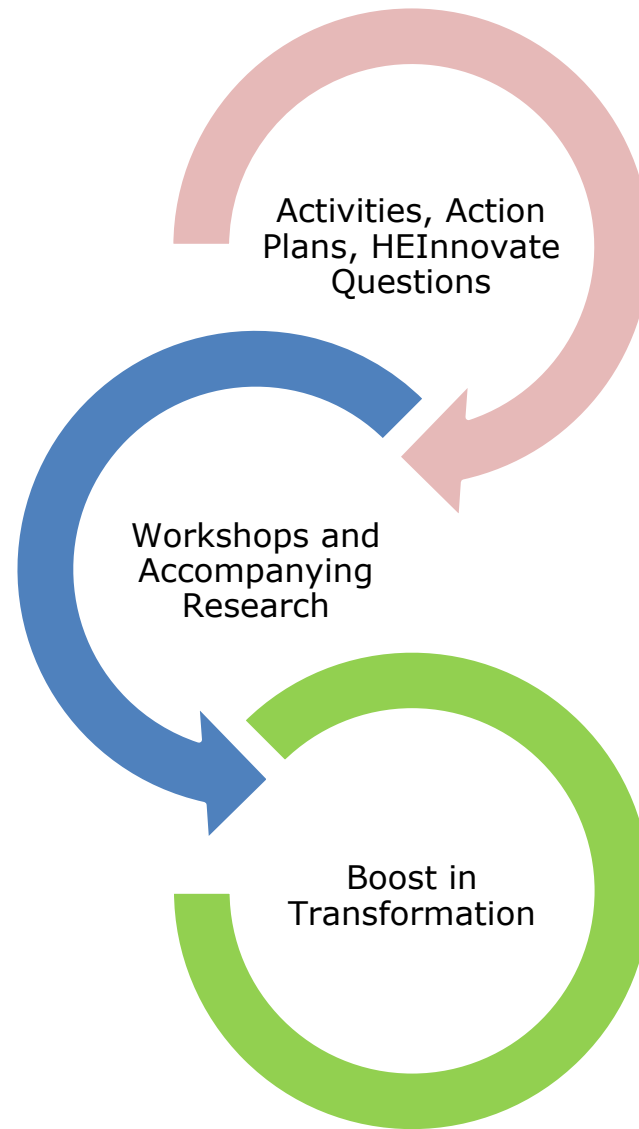 Activities, Action
Plans, HEInnovate
Questions
Workshops and
Accompanying
Research
Boost in
Transformation